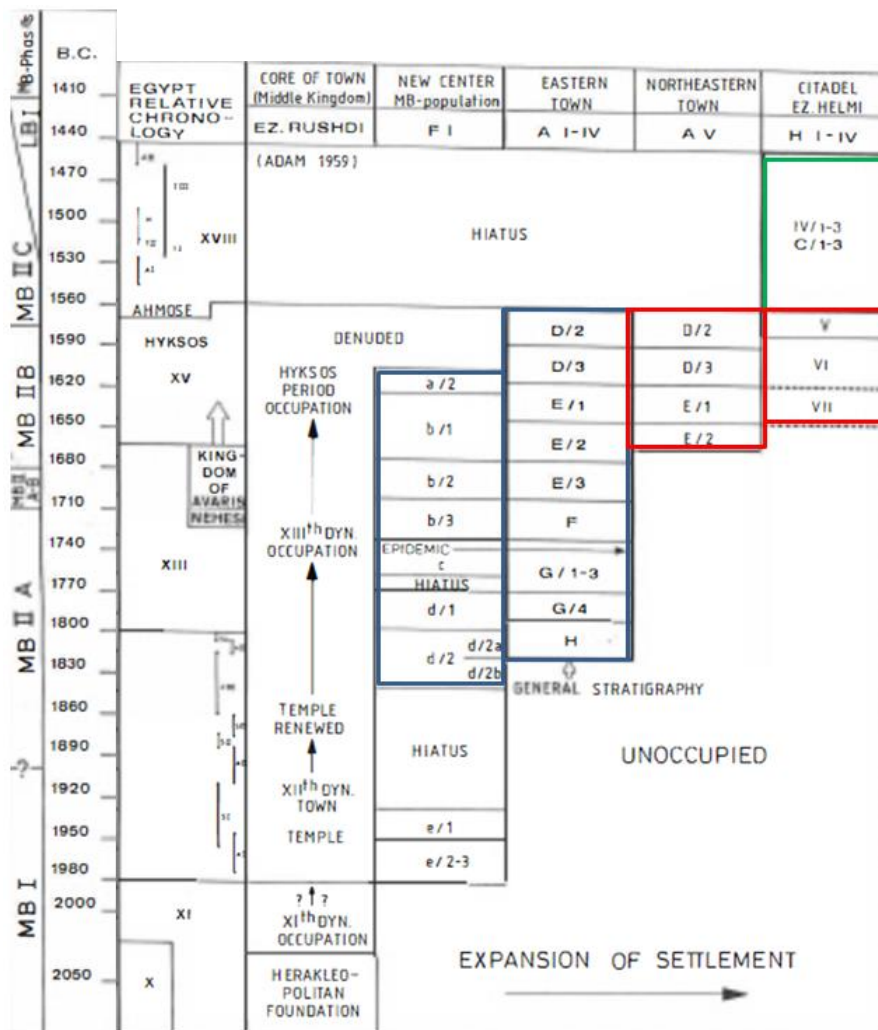 MB-Phases
B.C.
1410
1440
1470
1500
1530
1560
1590
1620
1650
1680
1710
1740
1770
1800
1830
1860
1890
1920
1950
1980
2000
2050
LB I
MB II C
MB II B
MB II
A-B
MB II A
-?-
MB I
EGYPT
RELATIVE
CHRONO-
LOGY
XVIII
AHMOSE
HYKSOS
XV
KING-
DOM
OF
AVARIS
NEHESI
XIII
XI
X
CORE OF TOWN
(Middle Kingdom)
EZ. RUSHDI
(ADAM 1959)
NEW CENTER
MB-population
F I
EASTERN
TOWN
A I-IV
NORTHEASTERN
TOWN
A V
CITADEL
EZ. HELMI
H I-IV
HIATUS
IV/1-3
C/1-3
DENUDED
HYKSOS
PERIOD
OCCUPATION
XIIIth DYN.
OCCUPATION
TEMPLE
RENEWED
XIIth DYN.
TOWN
TEMPLE
? ?
XIth DYN.
OCCUPATION
HERAKLEO-
POLITAN
FOUNDATION
a/2
b/1
b/2
b/3
EPIDEMIC
c
HIATUS
d/1
d/2
d/2a
d/2b
HIATUS
e/1
e/2-3
D/2
D/3
E/1
E/2
E/3
F
G/1-3
G/4
H
GENERAL STRATIGRAPHY
D/2
D/3
E/1
E/2
V
VI
VII
UNOCCUPIED
EXPANSION OF SETTLEMENT